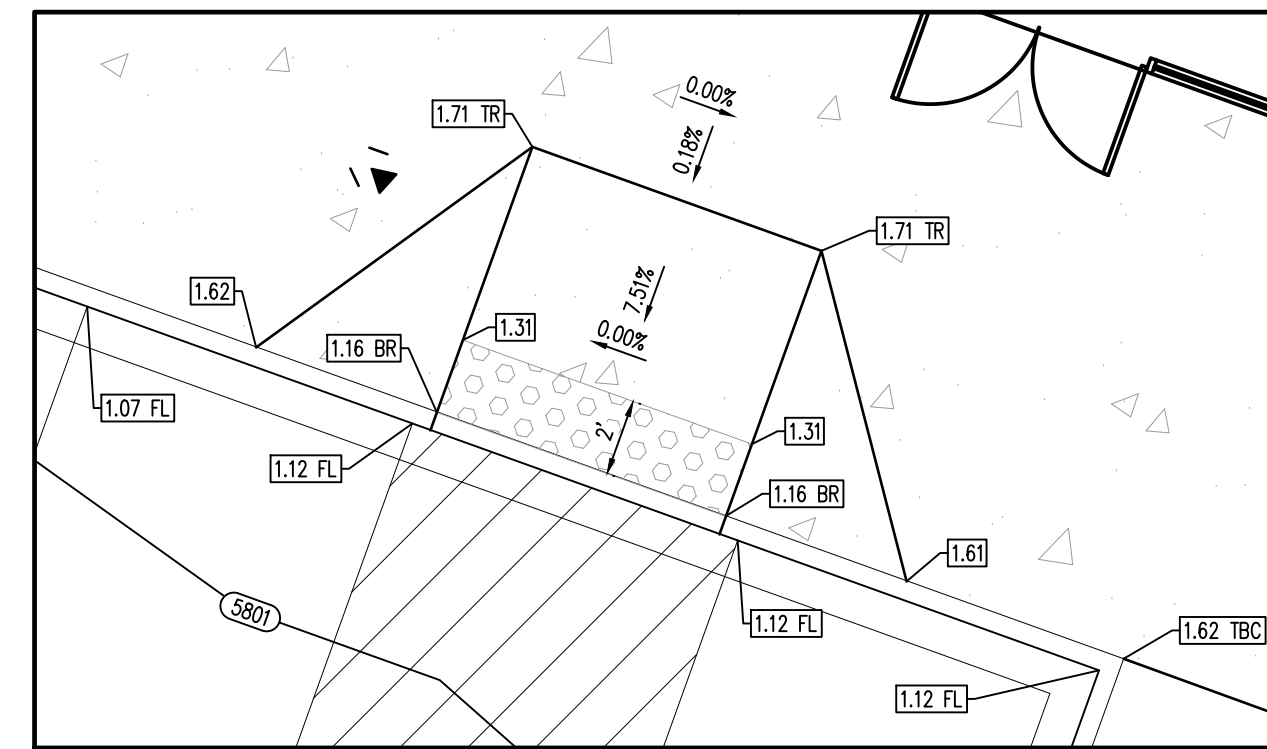 0.00%
1.71 TR
0.18%
1.71 TR
7.51%
1.62
1.31
0.00%
1.16 BR
1.07 FL
2'
1.31
1.12 FL
1.16 BR
1.61
5801
1.12 FL
1.62 TBC
1.12 FL